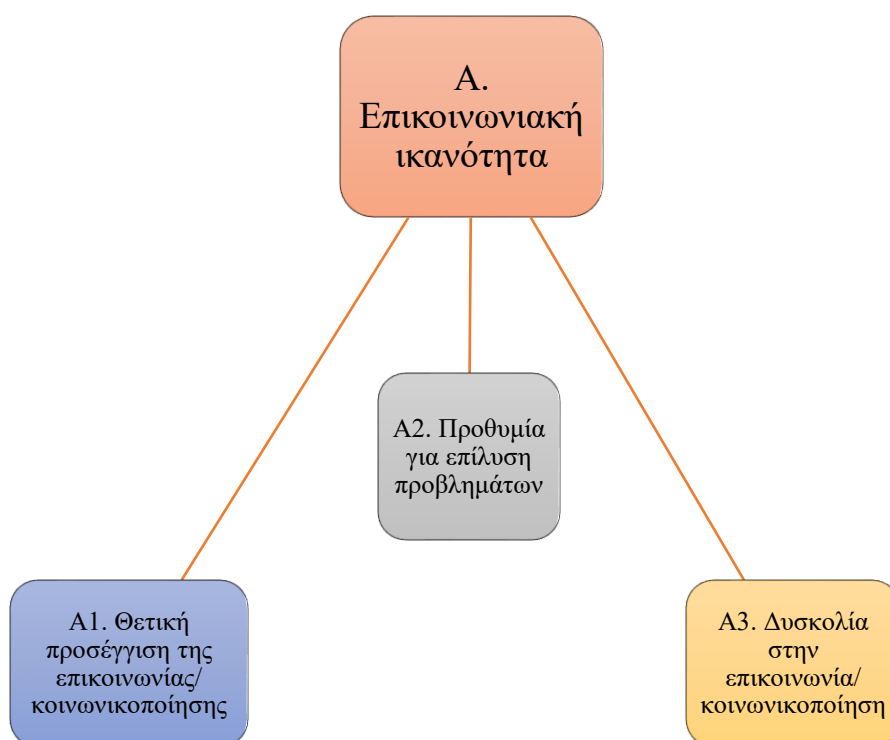 Α.
Επικοινωνιακή
ικανότητα
Α2. Προθυμία
για επίλυση
προβλημάτων
Α1. Θετική
προσέγγιση της
επικοινωνίας/
κοινωνικοποίησης
Α3. Δυσκολία
στην
επικοινωνία/
κοινωνικοποίηση